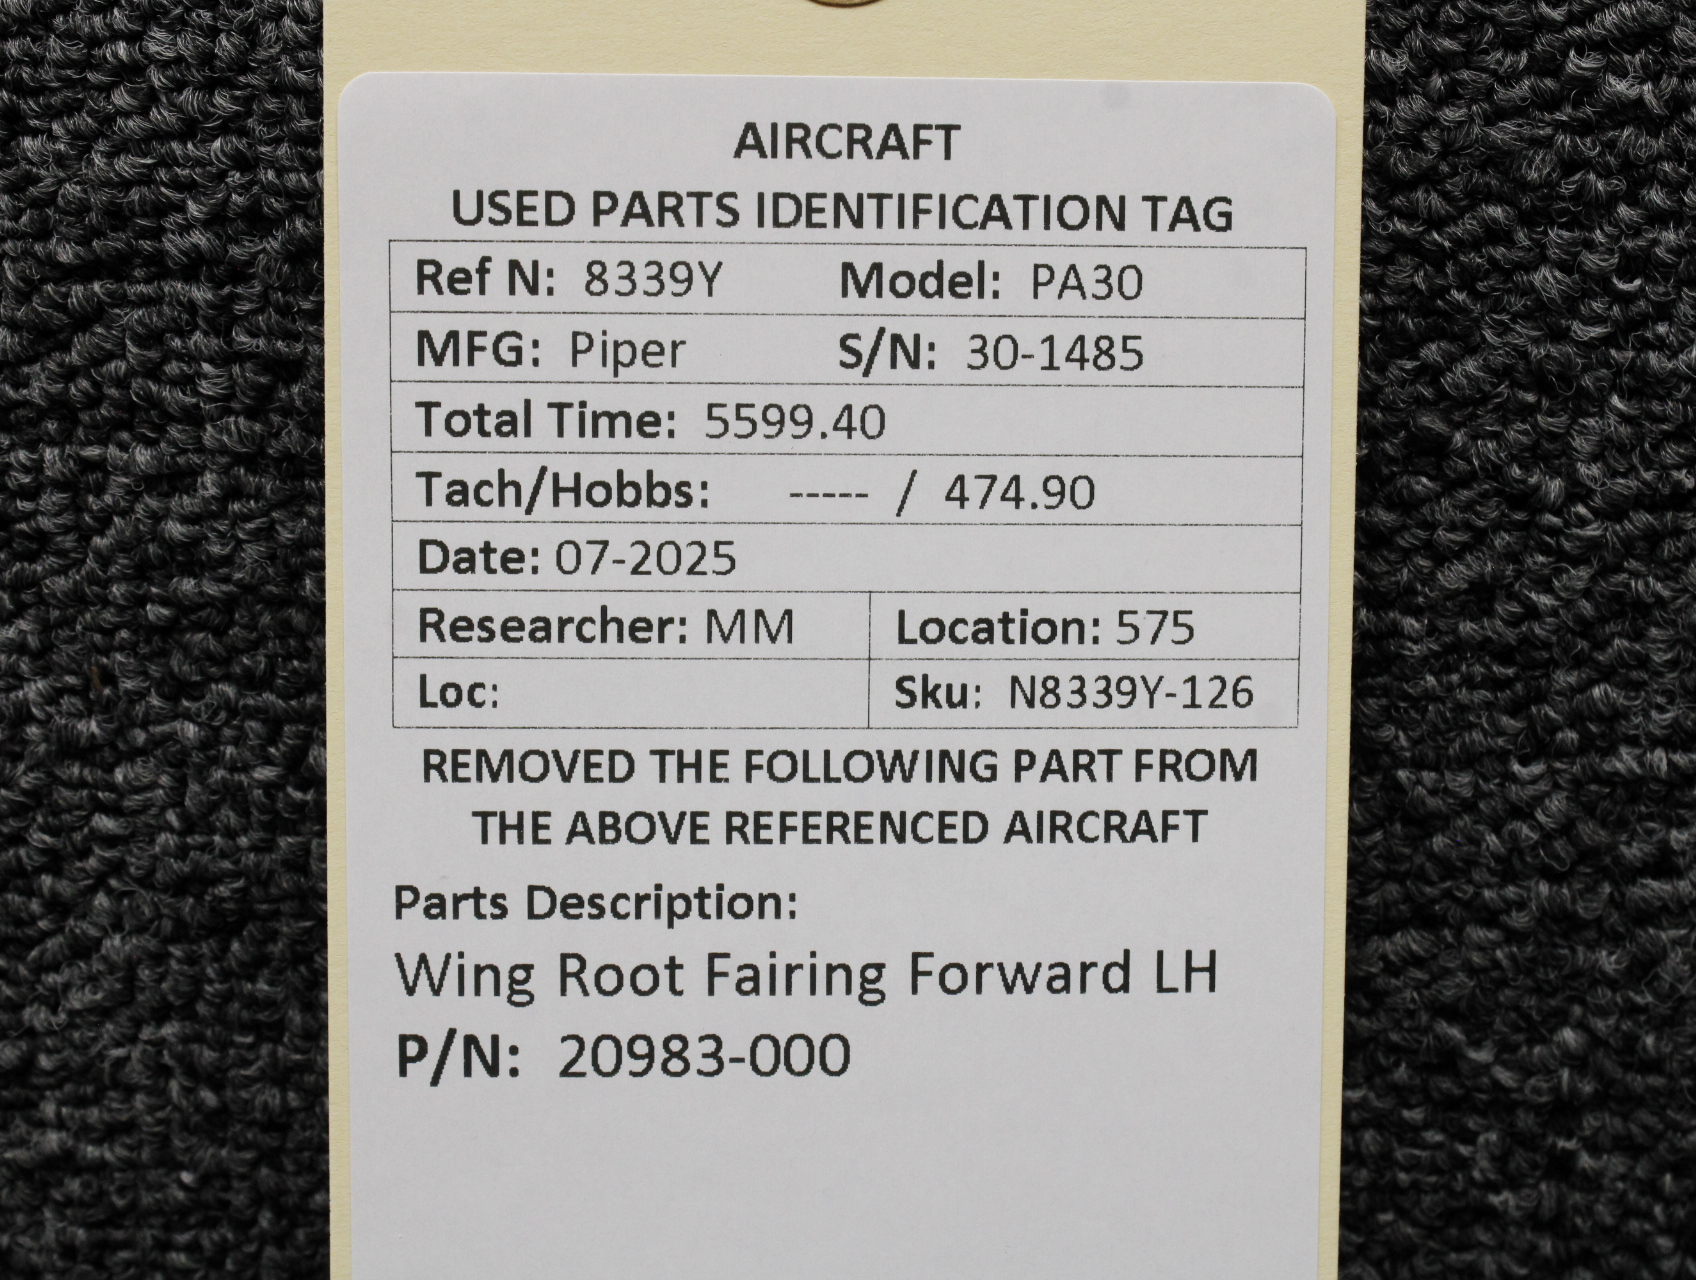 AIRCRAFT
USED PARTS IDENTIFICATION TAG
Ref N: 8339Y Model: PA30
MFG: Piper S/N: 30-1485
Total Time: 5599.40
Tach/Hobbs: ----- / 474.90
Date: 07-2025
Researcher: MM Location: 575
Loc: Sku: N8339Y-126
REMOVED THE FOLLOWING PART FROM
THE ABOVE REFERENCED AIRCRAFT
Parts Description:
Wing Root Fairing Forward LH
P/N: 20983-000